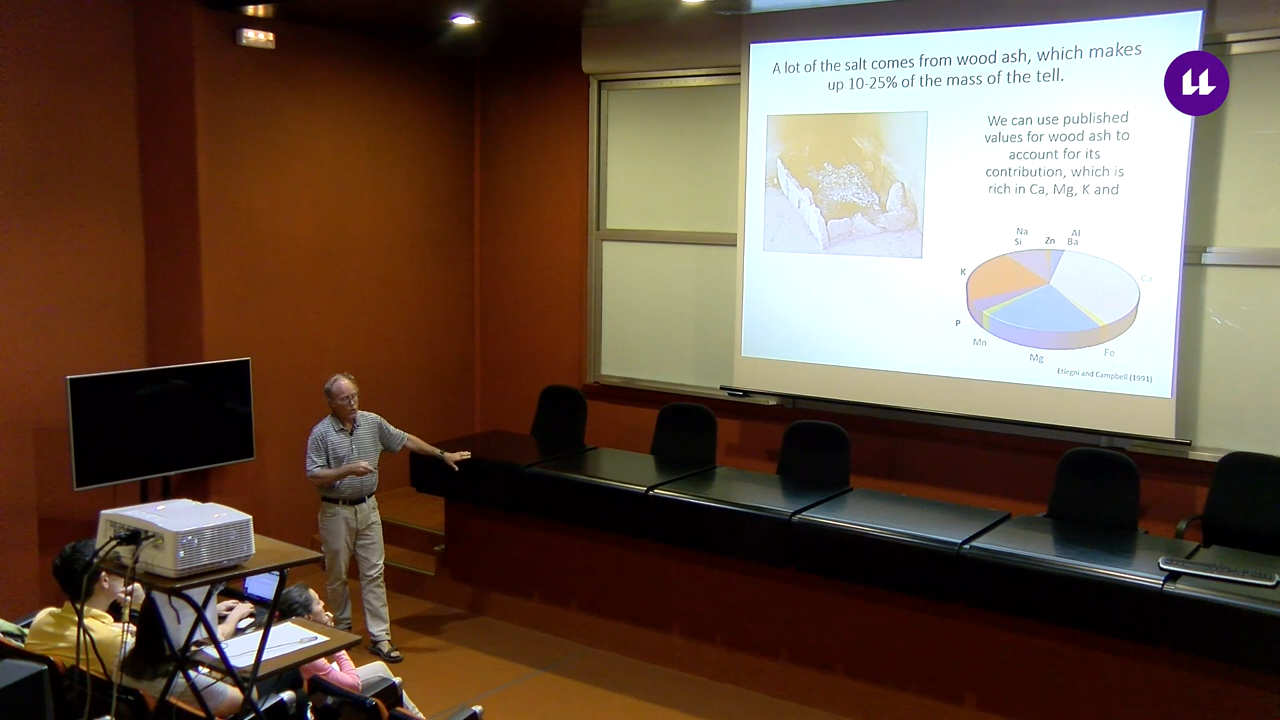 A lot of the salt comes from wood ash, which makes
up 10-25% of the mass of the tell.
We can use published
values for wood ash to
account for its
contribution, which is
rich in Ca, Mg, K and
Na
Al
Si
Zn
Ba
K
Ca
P
Mn
Mg
Fe
Etiegni and Campbell (1991)